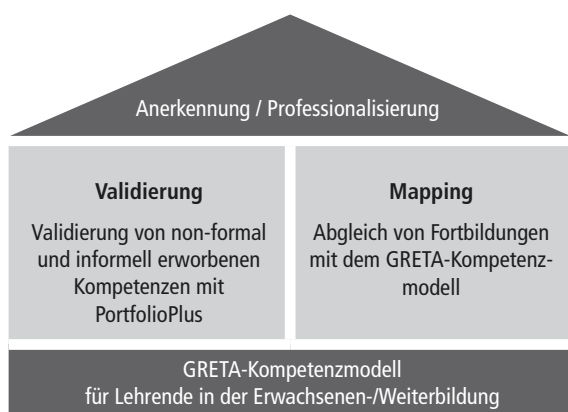 Anerkennung / Professionalisierung
Validierung
Validierung von non-formal
und informell erworbenen
Kompetenzen mit
PortfolioPlus
Mapping
Abgleich von Fortbildungen
mit dem GRETA-Kompetenz-
modell
GRETA-Kompetenzmodell
für Lehrende in der Erwachsenen-/Weiterbildung